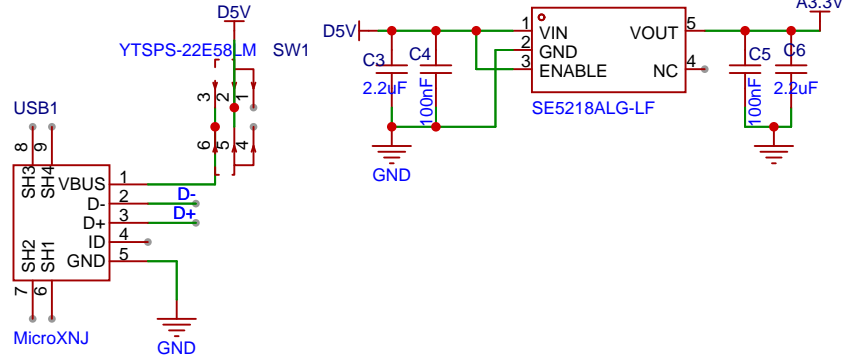 D5V
YTSPS-22E58LM SW1
3 2 1
6 5 4
USB1
8 9
SH3 SH4
VBUS 1
D- 2 D-
D+ 3 D+
ID 4
GND 5
SH2 SH1
7 6
MicroXNJ
GND
D5V
C3 C4
2.2uF 100nF
GND
1 VIN VOUT 5
2 GND
3 ENABLE NC 4
SE5218ALG-LF
A3.3V
C5 C6
100nF 2.2uF